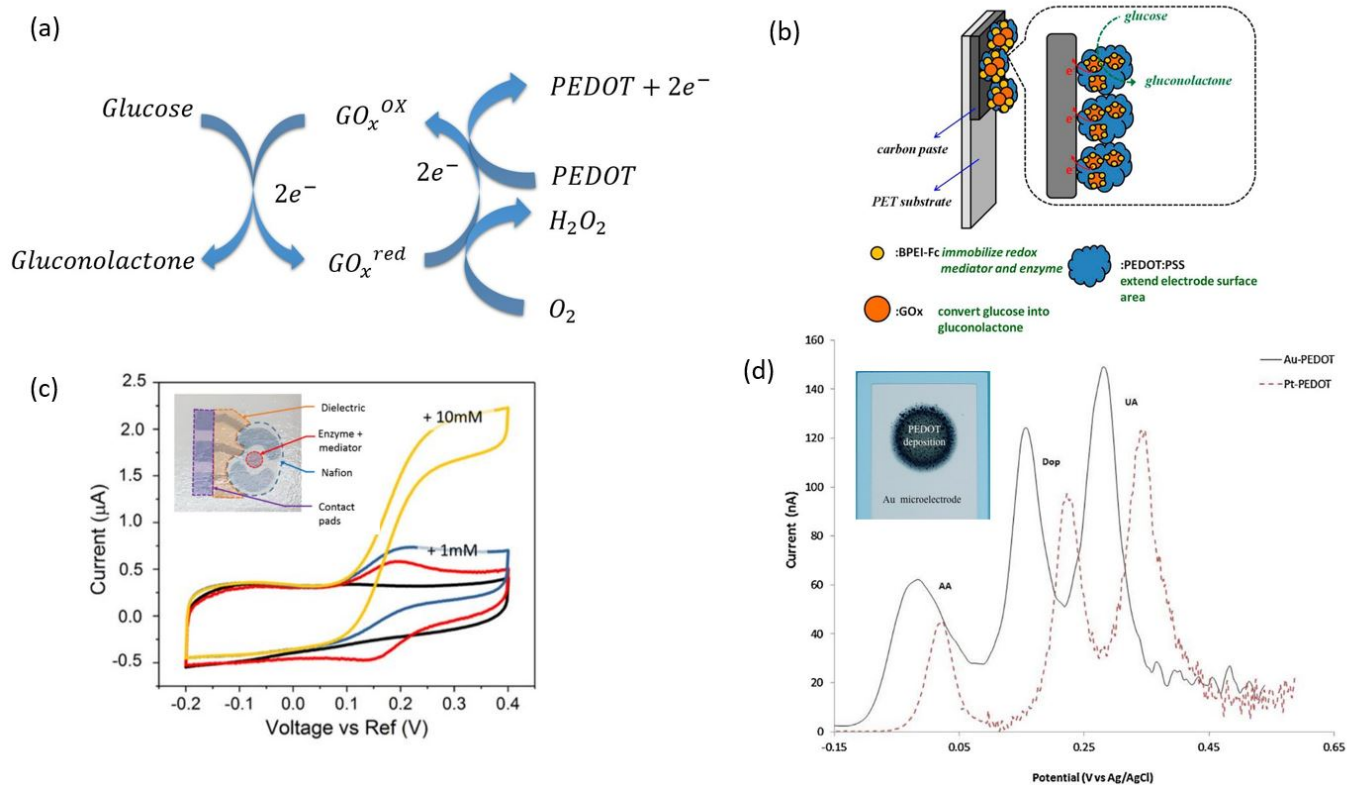 (a)
Glucose
GOₓᵒˣ
PEDOT + 2e⁻
2e⁻
2e⁻
PEDOT
H₂O₂
Gluconolactone
GOₓʳᵉᵈ
O₂
(b)
glucose
gluconolactone
e⁻
e⁻
e⁻
carbon paste
PET substrate
:BPEI-Fc immobilize redox
mediator and enzyme
:PEDOT:PSS
extend electrode surface
area
:GOx
convert glucose into
gluconolactone
(c)
Current (μA)
2.5
2.0
1.5
1.0
0.5
0.0
-0.5
Dielectric
Enzyme +
mediator
Nafion
Contact
pads
+ 10mM
+ 1mM
-0.2
-0.1
0.0
0.1
0.2
0.3
0.4
Voltage vs Ref (V)
(d)
Current (nA)
160
140
120
100
80
60
40
20
0
PEDOT
deposition
Au microelectrode
Au-PEDOT
Pt-PEDOT
AA
Dop
UA
-0.15
0.05
0.25
0.45
0.65
Potential (V vs Ag/AgCl)